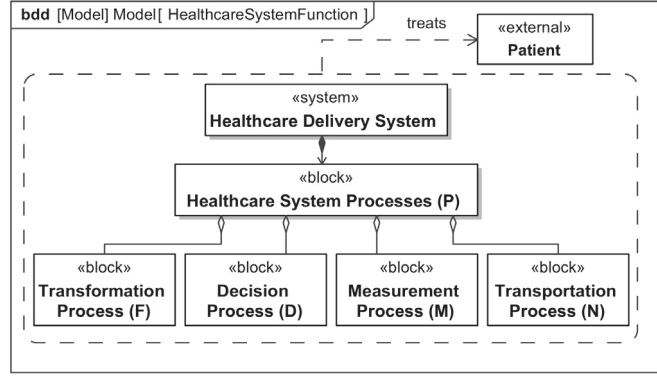 bdd [Model] Model[ HealthcareSystemFunction ]
treats
«external»
Patient
«system»
Healthcare Delivery System
«block»
Healthcare System Processes (P)
«block»
Transformation
Process (F)
«block»
Decision
Process (D)
«block»
Measurement
Process (M)
«block»
Transportation
Process (N)